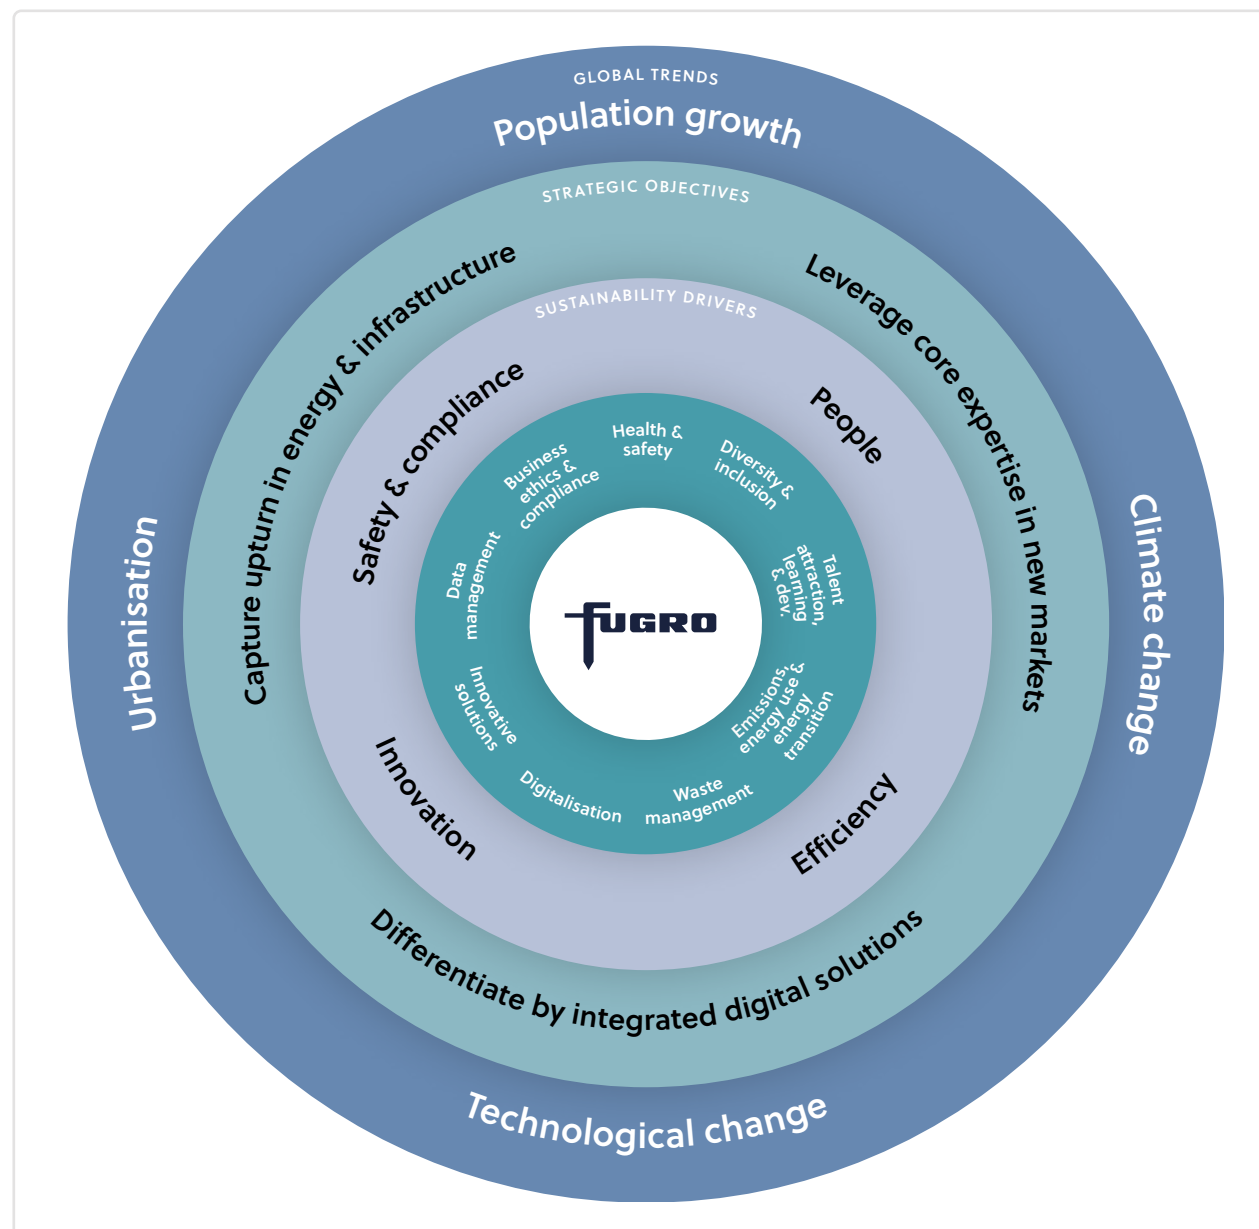 GLOBAL TRENDS
Population growth
Climate change
Technological change
Urbanisation
STRATEGIC OBJECTIVES
Capture upturn in energy & infrastructure
Leverage core expertise in new markets
Differentiate by integrated digital solutions
SUSTAINABILITY DRIVERS
Safety & compliance
People
Efficiency
Innovation
Health &
safety
Diversity &
inclusion
Talent
attraction,
learning
& dev.
Emissions,
energy use &
energy
transition
Waste
management
Digitalisation
Innovative
solutions
Data
management
Business
ethics &
compliance
FUGRO